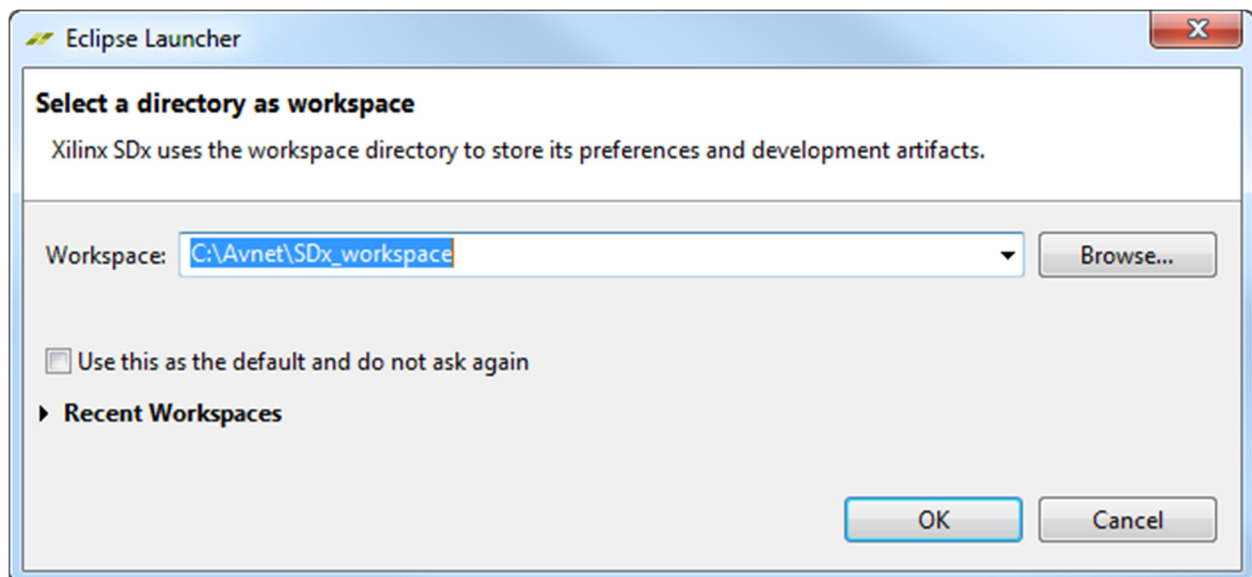 Eclipse Launcher
Select a directory as workspace
Xilinx SDx uses the workspace directory to store its preferences and development artifacts.
Workspace: C:\Avnet\SDx_workspace Browse...
Use this as the default and do not ask again
Recent Workspaces
OK Cancel